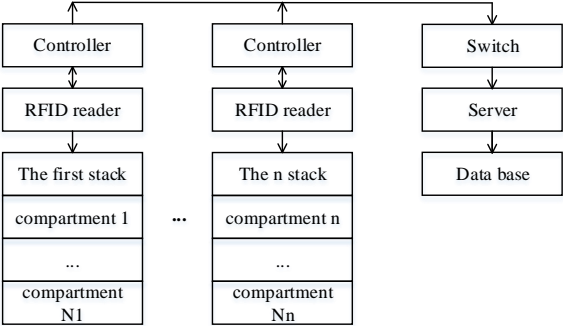 Controller
Controller
Switch
RFID reader
RFID reader
Server
The first stack
The n stack
Data base
compartment 1
...
compartment n
...
...
compartment
N1
compartment
Nn